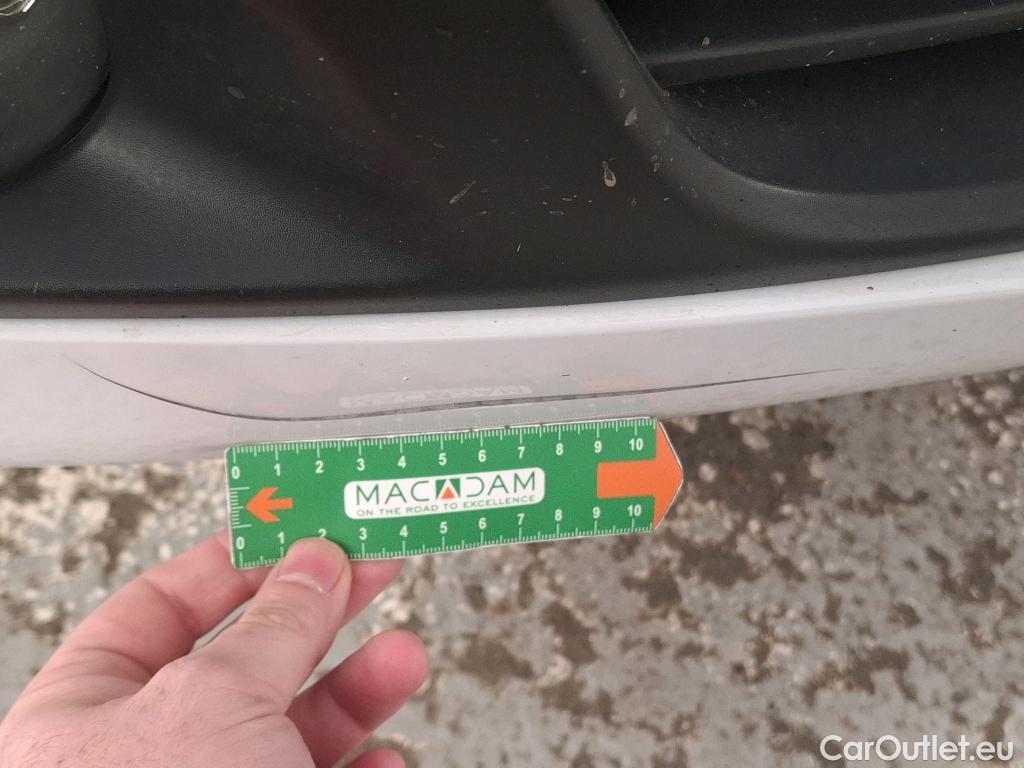 0 1 2 3 4 5 6 7 8 9 10
MACADAM
ON THE ROAD TO EXCELLENCE
0 1 2 3 4 5 6 7 8 9 10
CarOutlet.eu